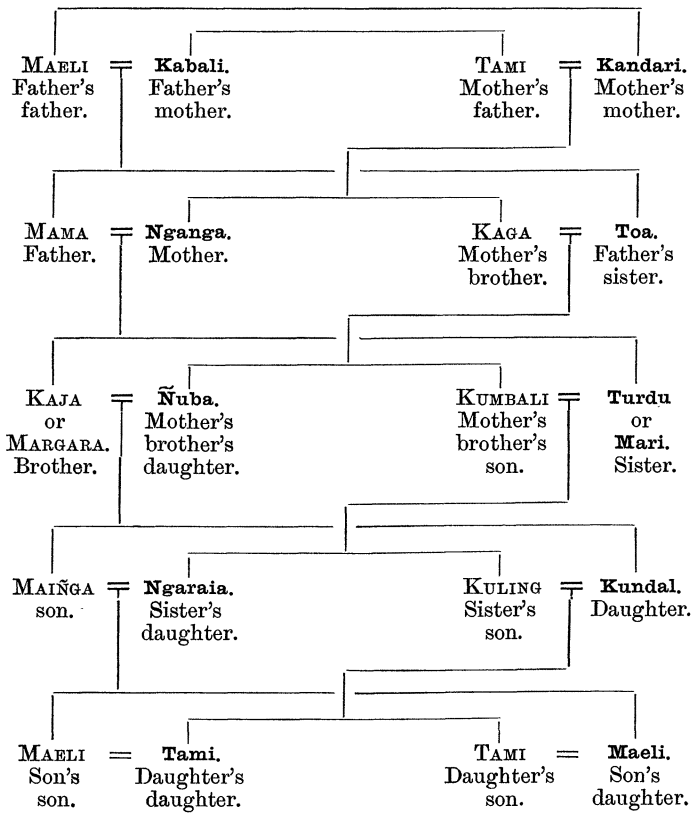 MAELI = Kabali. TAMI = Kandari.
Father's Father's Mother's Mother's
father. mother. father. mother.
MAMA = Nganga. KAGA = Toa.
Father. Mother. Mother's Father's
brother. sister.
KAJA = Ñuba. KUMBALI = Turdu
or Mother's Mother's or
MARGARA. brother's brother's Mari.
Brother. daughter. son. Sister.
MAIÑGA = Ngaraia. KULING = Kundal.
son. Sister's Sister's Daughter.
daughter. son.
MAELI = Tami. TAMI = Maeli.
Son's Daughter's Daughter's Son's
son. daughter. son. daughter.